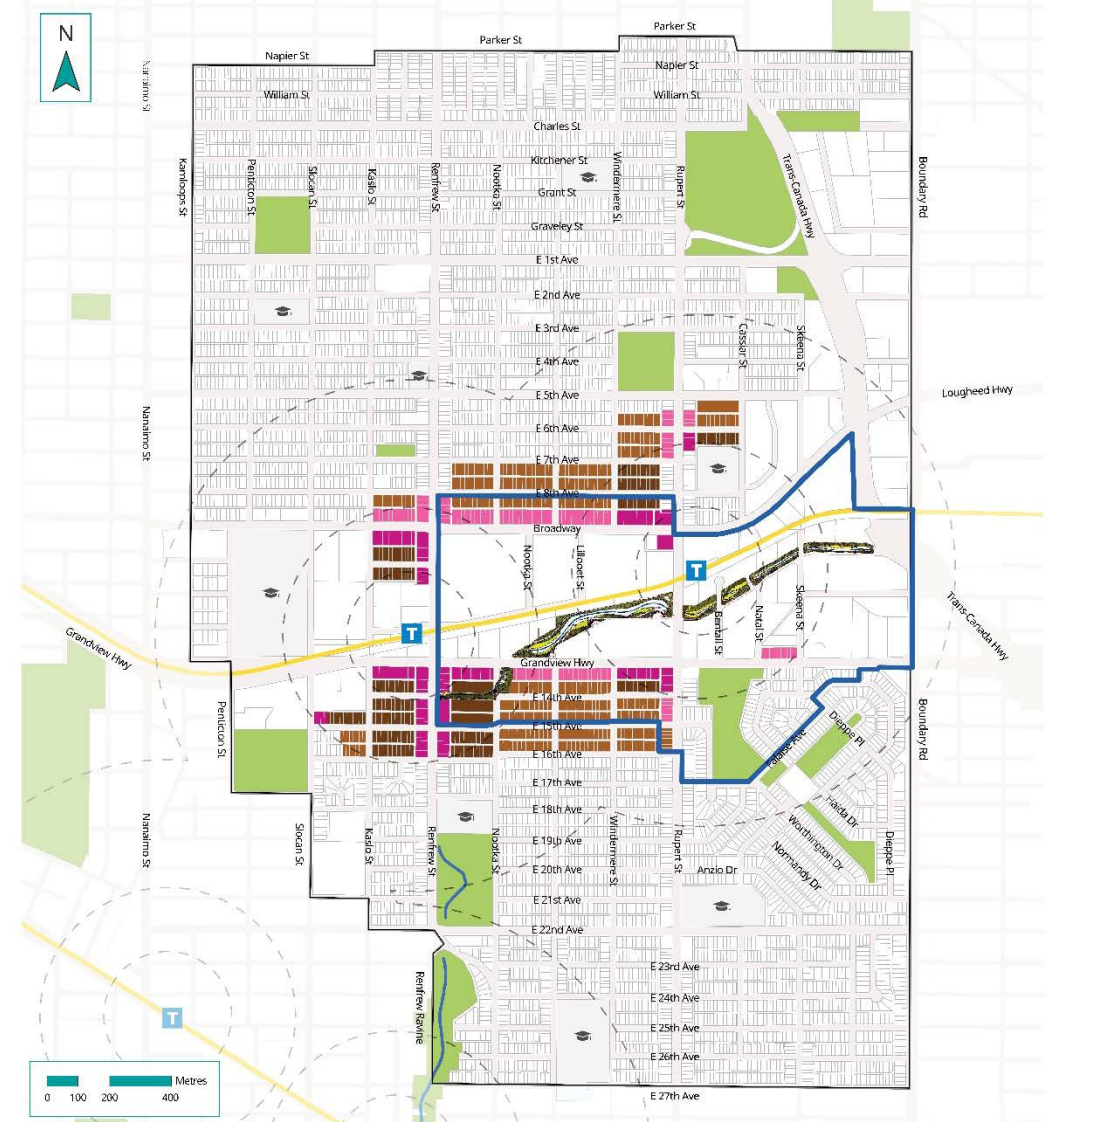 N
Parker St
Parker St
Napier St
Napier St
Nanaimo St
William St
William St
Charles St
Kitchener St
Kamloops St
Penticton St
Slocan St
Kaslo St
Renfrew St
Nootka St
Windermere St
Rupert St
Trans-Canada Hwy
Boundary Rd
Grant St
Graveley St
E 1st Ave
E 2nd Ave
E 3rd Ave
Cassiar St
Skeena St
E 4th Ave
E 5th Ave
Lougheed Hwy
Nanaimo St
E 6th Ave
E 7th Ave
E 8th Ave
Broadway
Nootka St
Lillooet St
T
T
Skeena St
Natal St
Bentall St
Trans-Canada Hwy
Grandview Hwy
Grandview Hwy
E 14th Ave
Penticton St
E 15th Ave
Boundary Rd
Dieppe Pl
Falaise Ave
E 16th Ave
E 17th Ave
E 18th Ave
Haida Dr
Nanaimo St
Slocan St
Kaslo St
Renfrew St
Nootka St
Windermere St
Rupert St
Worthington Dr
Dieppe Pl
E 19th Ave
E 20th Ave
Anzio Dr
Normandy Dr
E 21st Ave
E 22nd Ave
E 23rd Ave
Renfrew Ravine
E 24th Ave
T
E 25th Ave
E 26th Ave
Metres
0 100 200 400
E 27th Ave